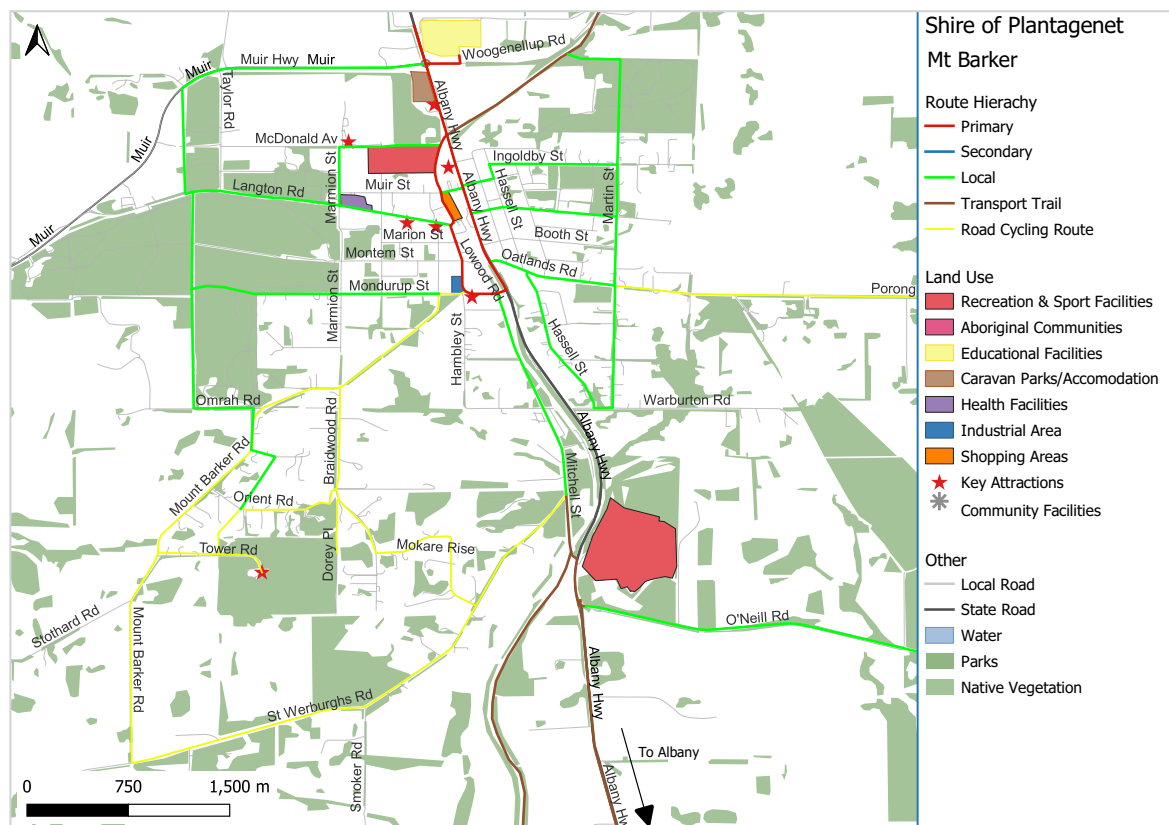 Shire of Plantagenet
Mt Barker
Route Hierachy
Primary
Secondary
Local
Transport Trail
Road Cycling Route
Land Use
Recreation & Sport Facilities
Aboriginal Communities
Educational Facilities
Caravan Parks/Accomodation
Health Facilities
Industrial Area
Shopping Areas
Key Attractions
Community Facilities
Other
Local Road
State Road
Water
Parks
Native Vegetation
Woogenellup Rd
Muir Hwy
Muir
Muir
Muir
Muir
Taylor Rd
Albany Hwy
McDonald Av
Ingoldby St
Muir St
Marmion St
Langton Rd
Albany Hwy
Hassell St
Martin St
Marion St
Booth St
Montem St
Lowood Rd
Oatlands Rd
Marmion St
Mondurup St
Porong
Hambley St
Hassell St
Omrah Rd
Warburton Rd
Braidwood Rd
Albany Hwy
Mount Barker Rd
Mitchell St
Orient Rd
Tower Rd
Dorey Pl
Mokare Rise
Stothard Rd
Mount Barker Rd
O'Neill Rd
St Werburghs Rd
Albany Hwy
Smoker Rd
To Albany
Albany Hw
0 750 1,500 m